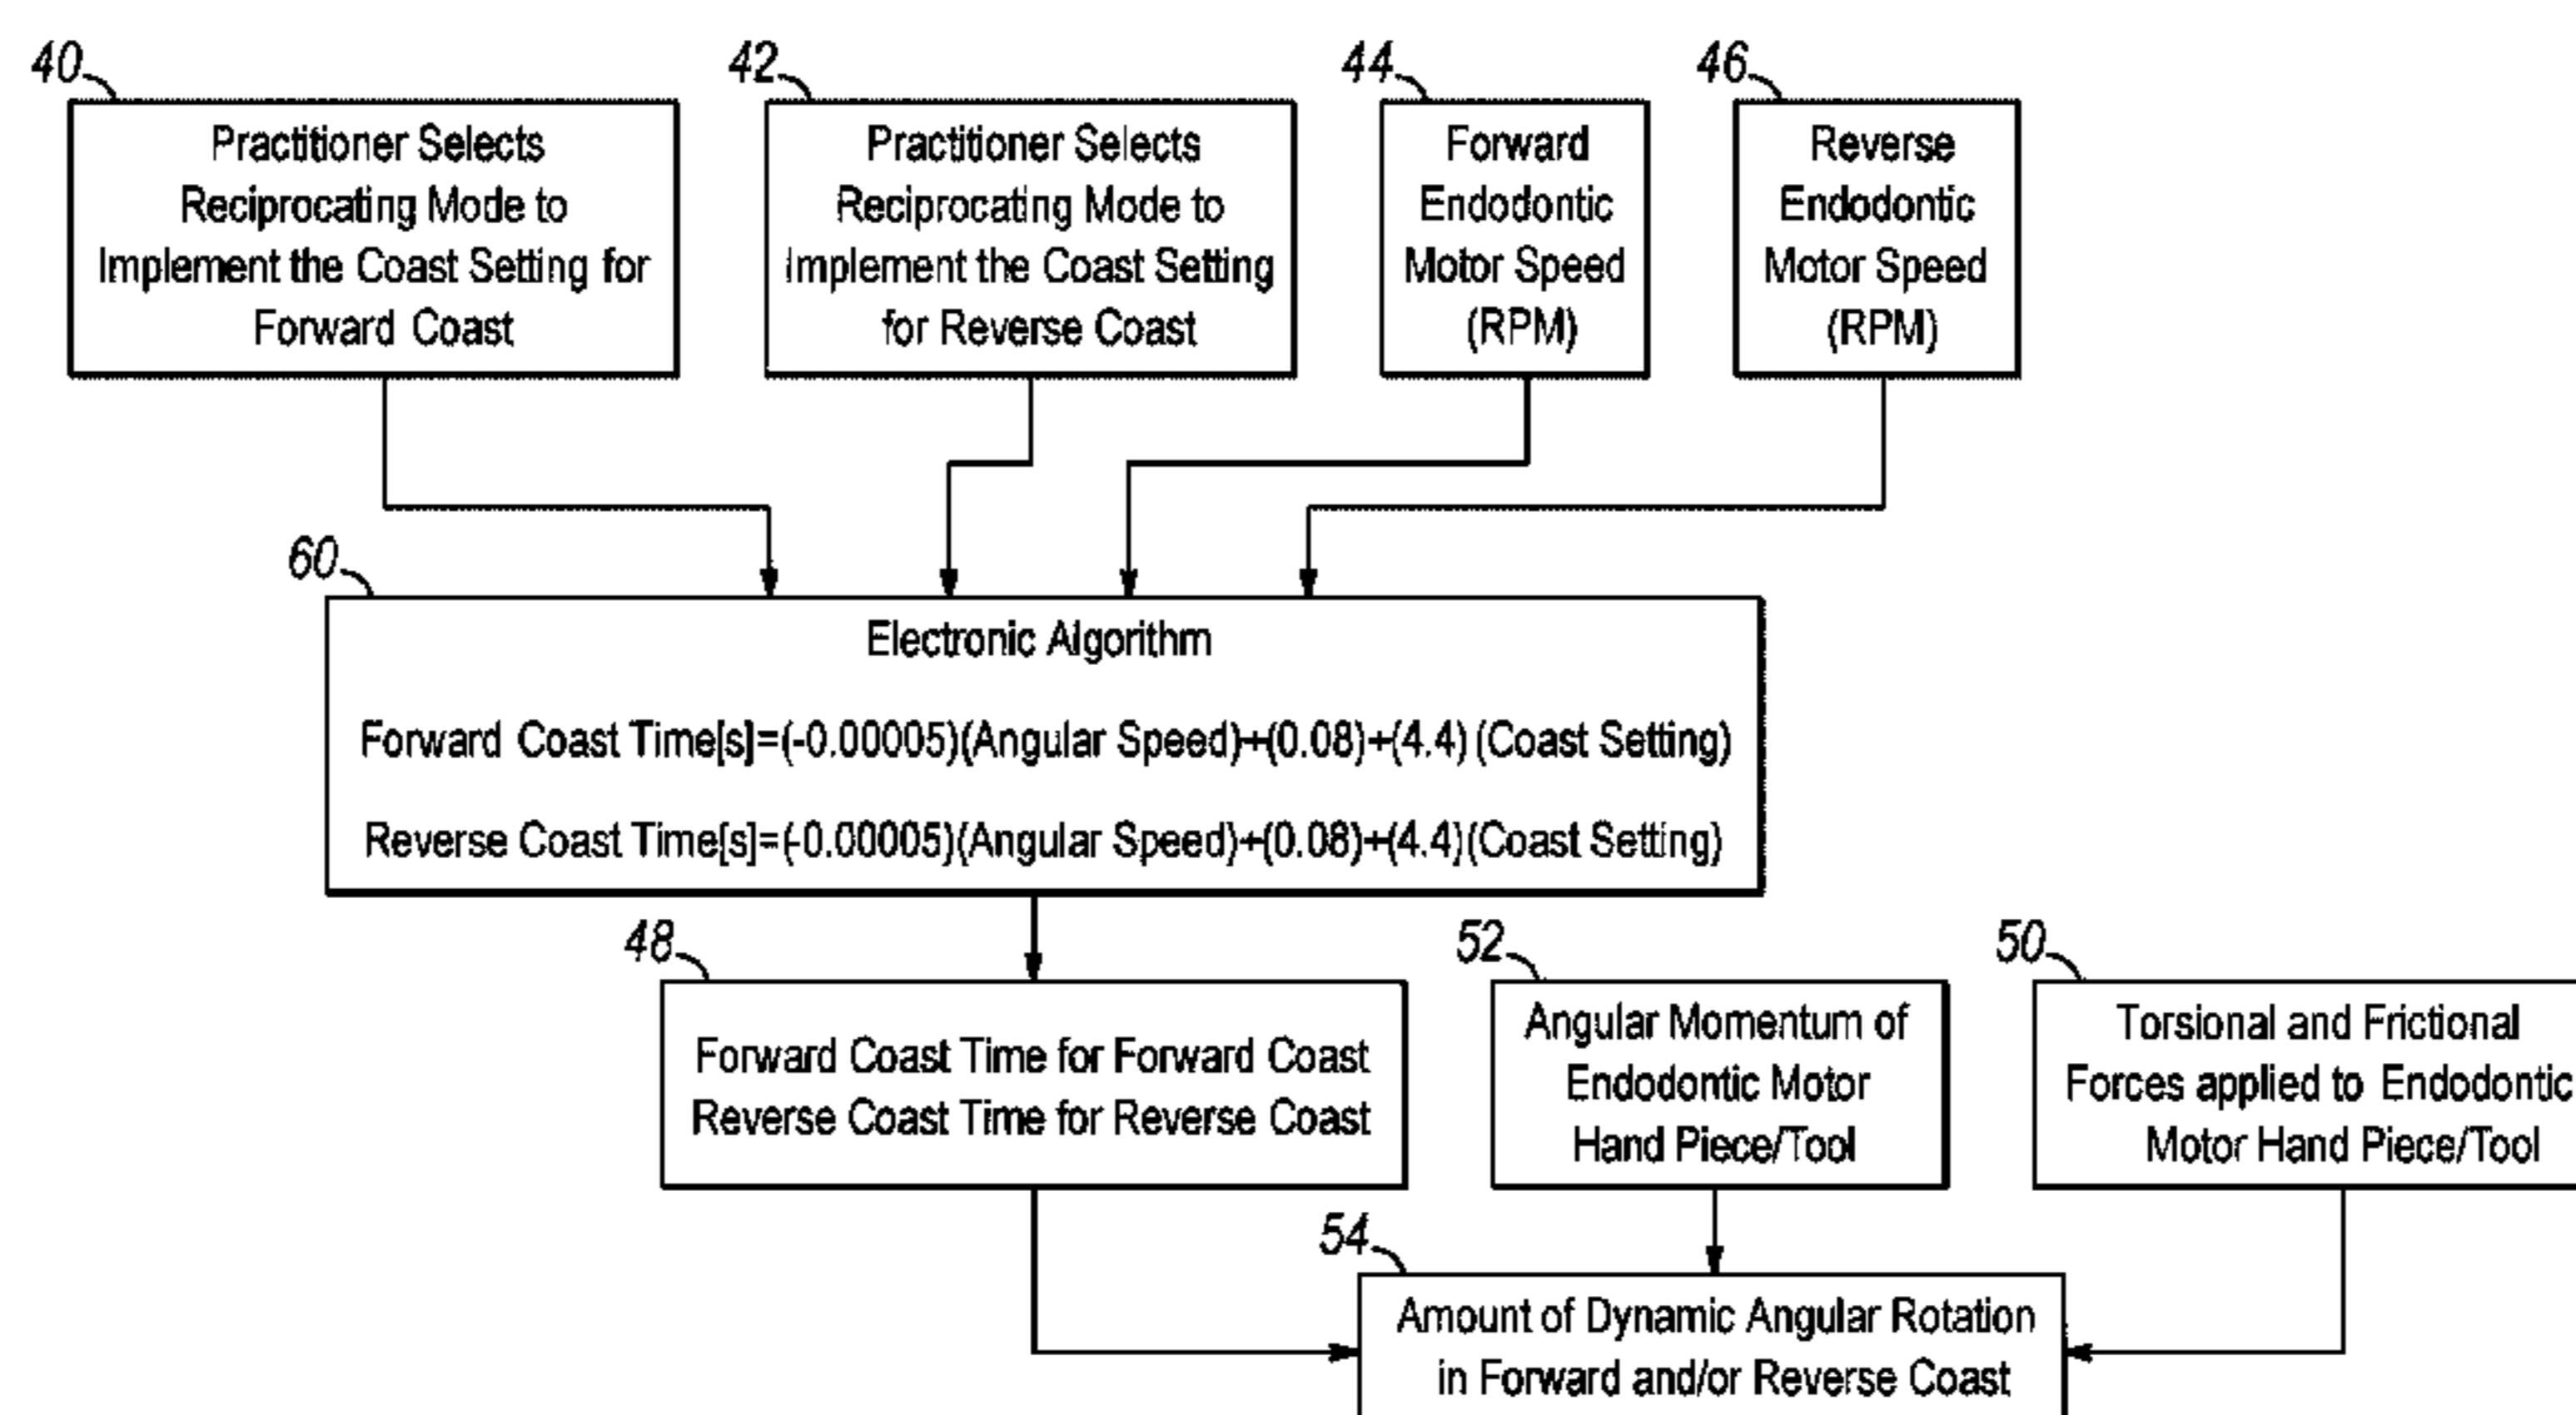 40
Practitioner Selects
Reciprocating Mode to
Implement the Coast Setting for
Forward Coast
42
Practitioner Selects
Reciprocating Mode to
Implement the Coast Setting
for Reverse Coast
44
Forward
Endodontic
Motor Speed
(RPM)
46
Reverse
Endodontic
Motor Speed
(RPM)
60
Electronic Algorithm
Forward Coast Time[s]=(-0.00005)(Angular Speed)+(0.08)+(4.4)(Coast Setting)
Reverse Coast Time[s]=(-0.00005)(Angular Speed)+(0.08)+(4.4)(Coast Setting)
48
Forward Coast Time for Forward Coast
Reverse Coast Time for Reverse Coast
52
Angular Momentum of
Endodontic Motor
Hand Piece/Tool
50
Torsional and Frictional
Forces applied to Endodontic
Motor Hand Piece/Tool
54
Amount of Dynamic Angular Rotation
in Forward and/or Reverse Coast